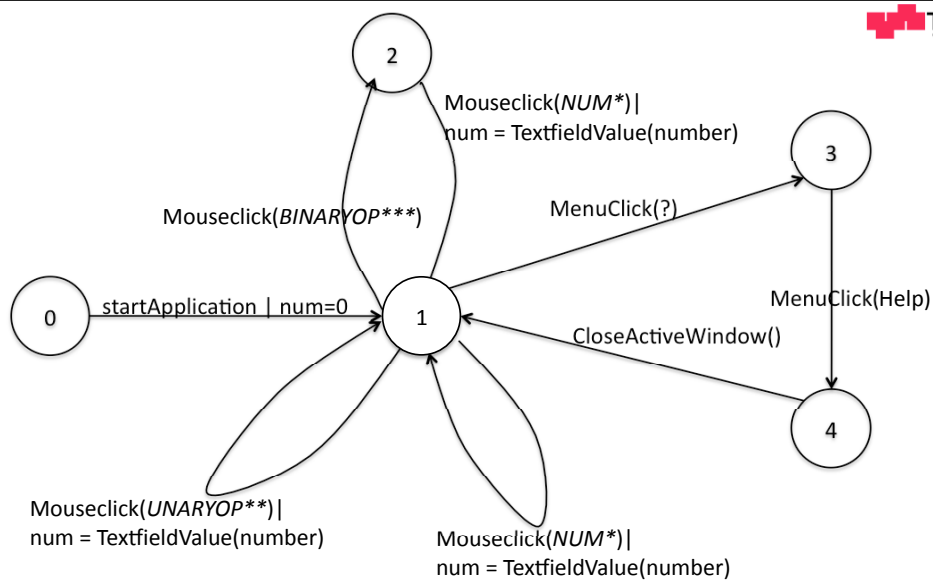 2
Mouseclick(NUM*)|
num = TextfieldValue(number)
3
Mouseclick(BINARYOP***)
MenuClick(?)
0
startApplication | num=0
1
MenuClick(Help)
CloseActiveWindow()
4
Mouseclick(UNARYOP**)|
num = TextfieldValue(number)
Mouseclick(NUM*)|
num = TextfieldValue(number)